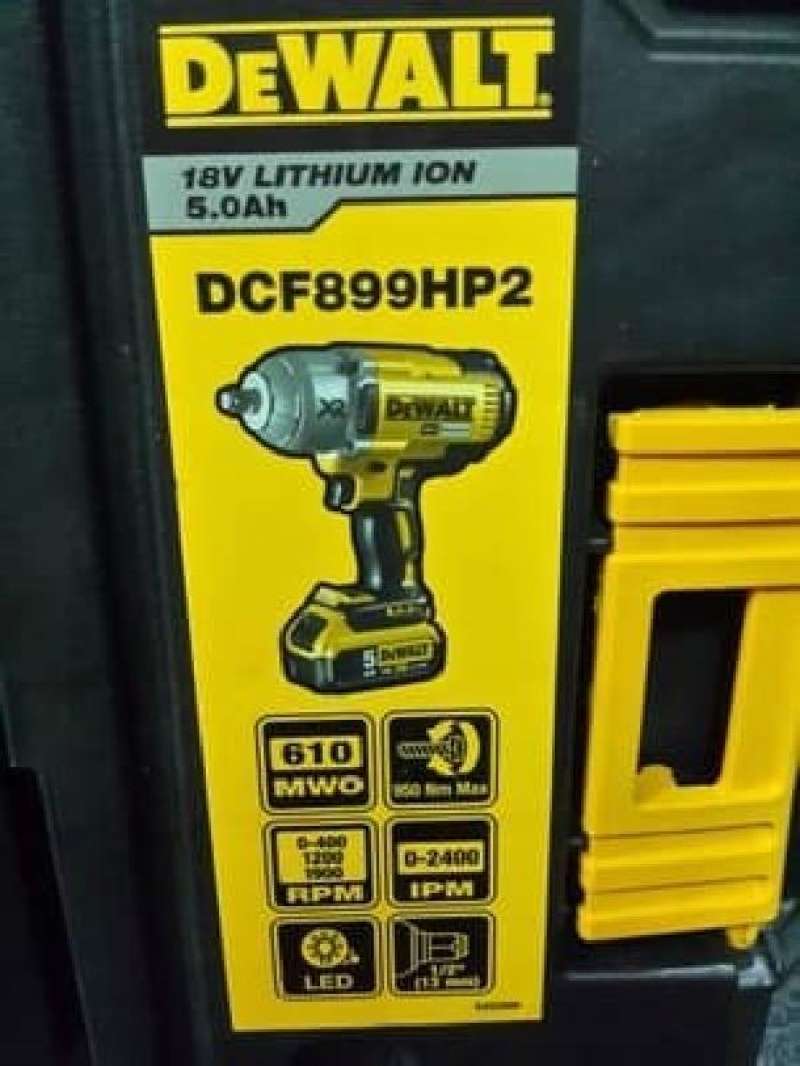 DEWALT
18V LITHIUM ION
5.0Ah
DCF899HP2
XR
DEWALT
DEWALT
610
MWO
950 Nm Max
0-400
1200
1900
RPM
0-2400
IPM
LED
1/2"
(13 mm)